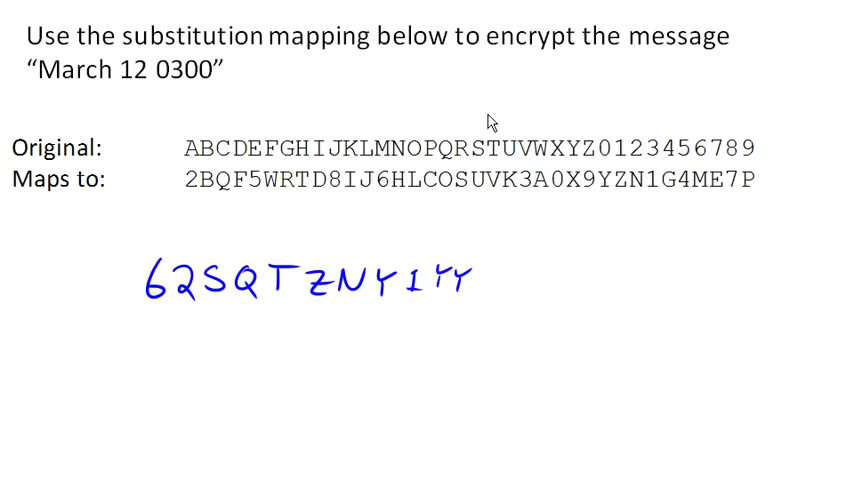 Use the substitution mapping below to encrypt the message
“March 12 0300”
Original: ABCDEFGHIJKLMNOPQRSTUVWXYZ0123456789
Maps to: 2BQF5WRTD8IJ6HLCOSUVK3A0X9YZN1G4ME7P
62SQTZNY1YY